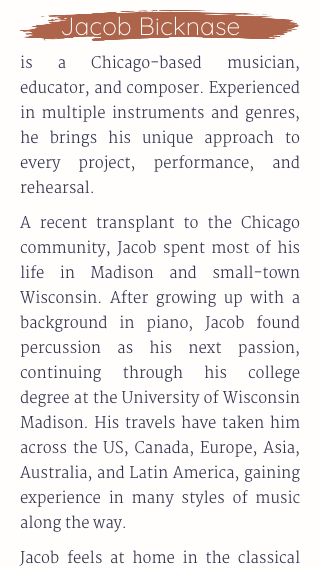 Jacob Bicknase
is a Chicago-based musician,
educator, and composer. Experienced
in multiple instruments and genres,
he brings his unique approach to
every project, performance, and
rehearsal.
A recent transplant to the Chicago
community, Jacob spent most of his
life in Madison and small-town
Wisconsin. After growing up with a
background in piano, Jacob found
percussion as his next passion,
continuing through his college
degree at the University of Wisconsin
Madison. His travels have taken him
across the US, Canada, Europe, Asia,
Australia, and Latin America, gaining
experience in many styles of music
along the way.
Jacob feels at home in the classical